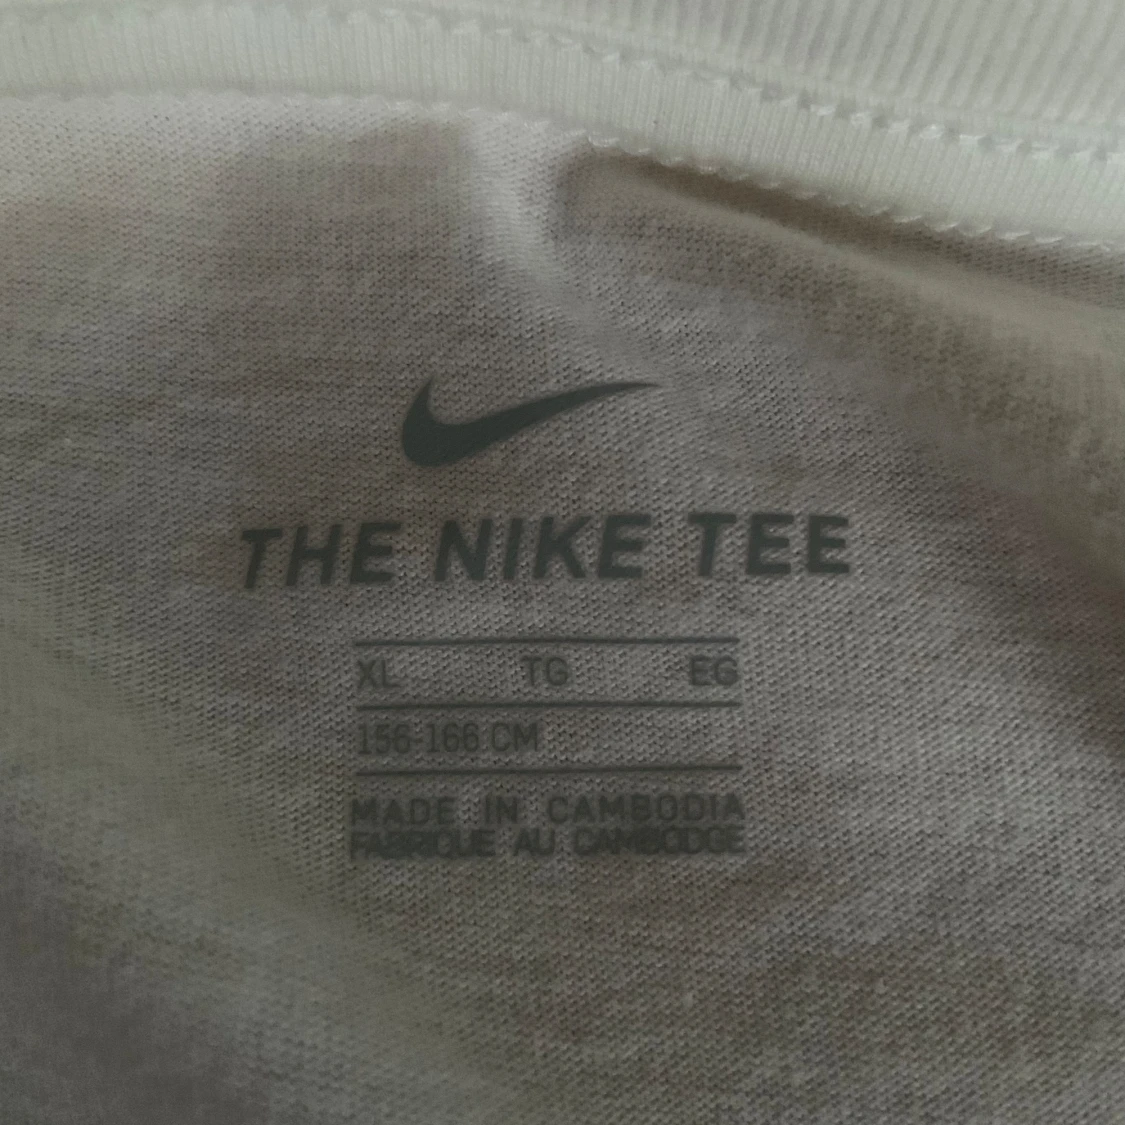 THE NIKE TEE
XL TG EG
156-166 CM
MADE IN CAMBODIA
FABRIQUE AU CAMBODGE